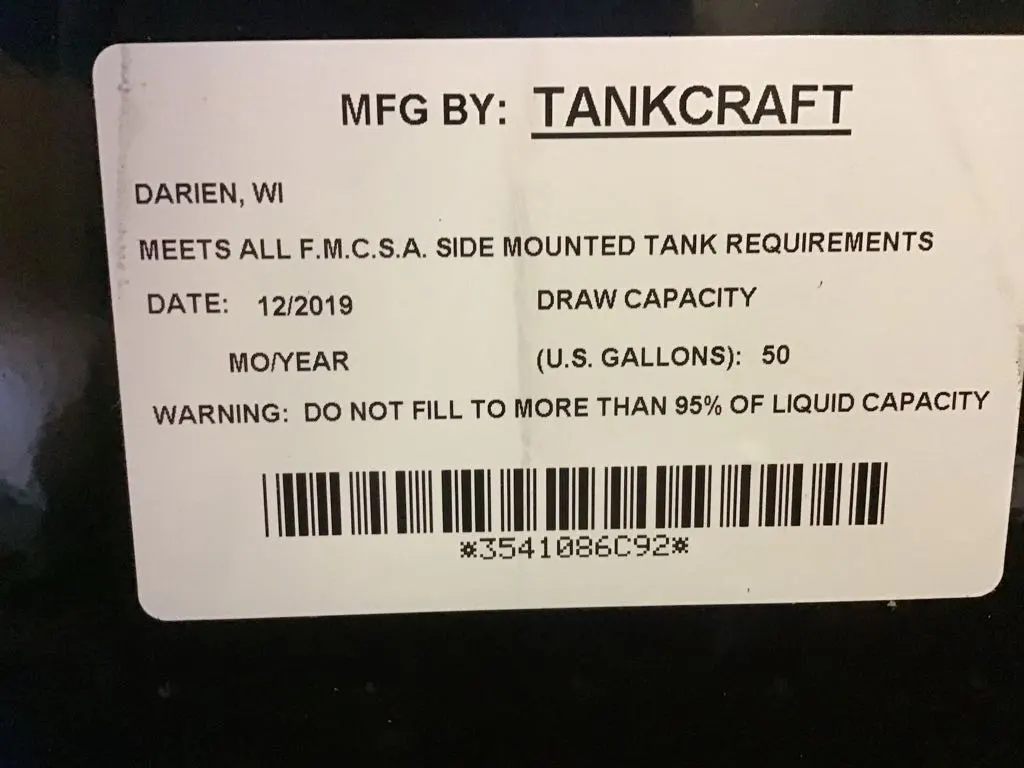 MFG BY: TANKCRAFT
DARIEN, WI
MEETS ALL F.M.C.S.A. SIDE MOUNTED TANK REQUIREMENTS
DATE: 12/2019 DRAW CAPACITY
MO/YEAR (U.S. GALLONS): 50
WARNING: DO NOT FILL TO MORE THAN 95% OF LIQUID CAPACITY
*3541086C92*